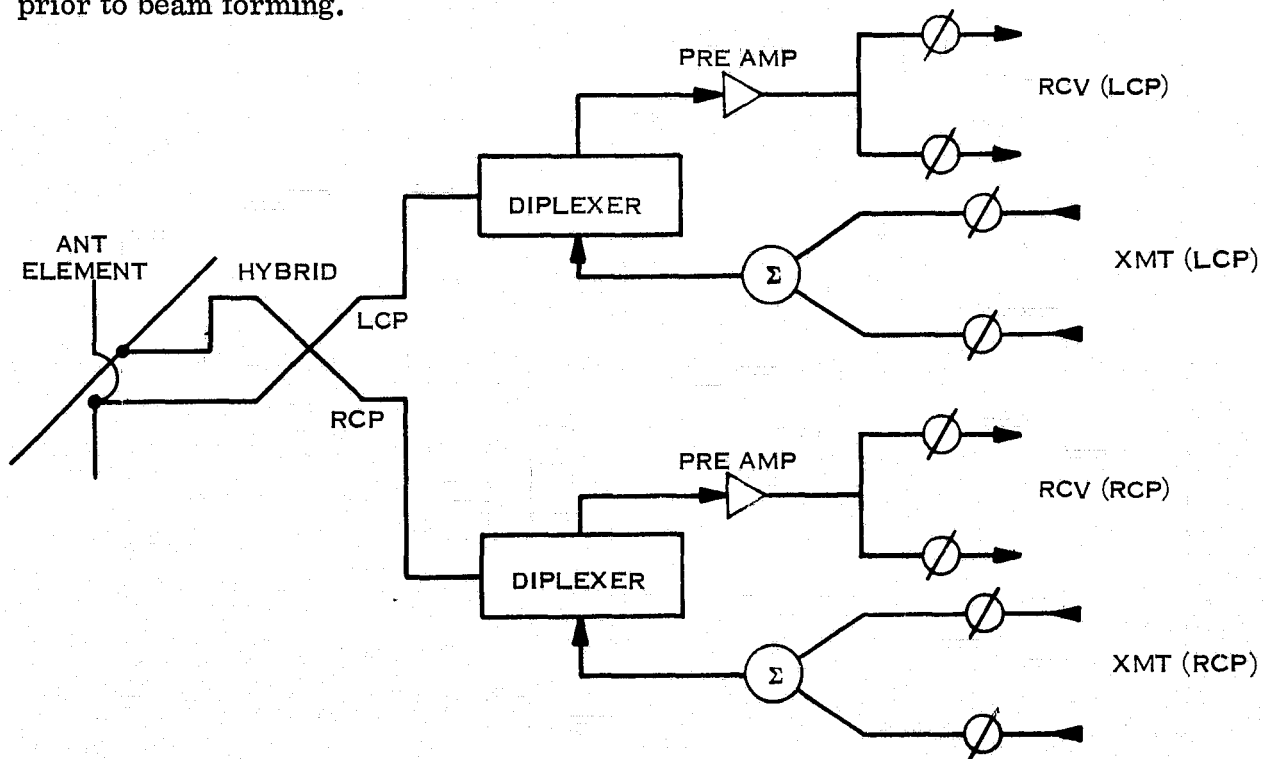 prior to beam forming.
PRE AMP
RCV (LCP)
DIPLEXER
ANT
ELEMENT
HYBRID
Σ
XMT (LCP)
LCP
RCP
PRE AMP
RCV (RCP)
DIPLEXER
Σ
XMT (RCP)